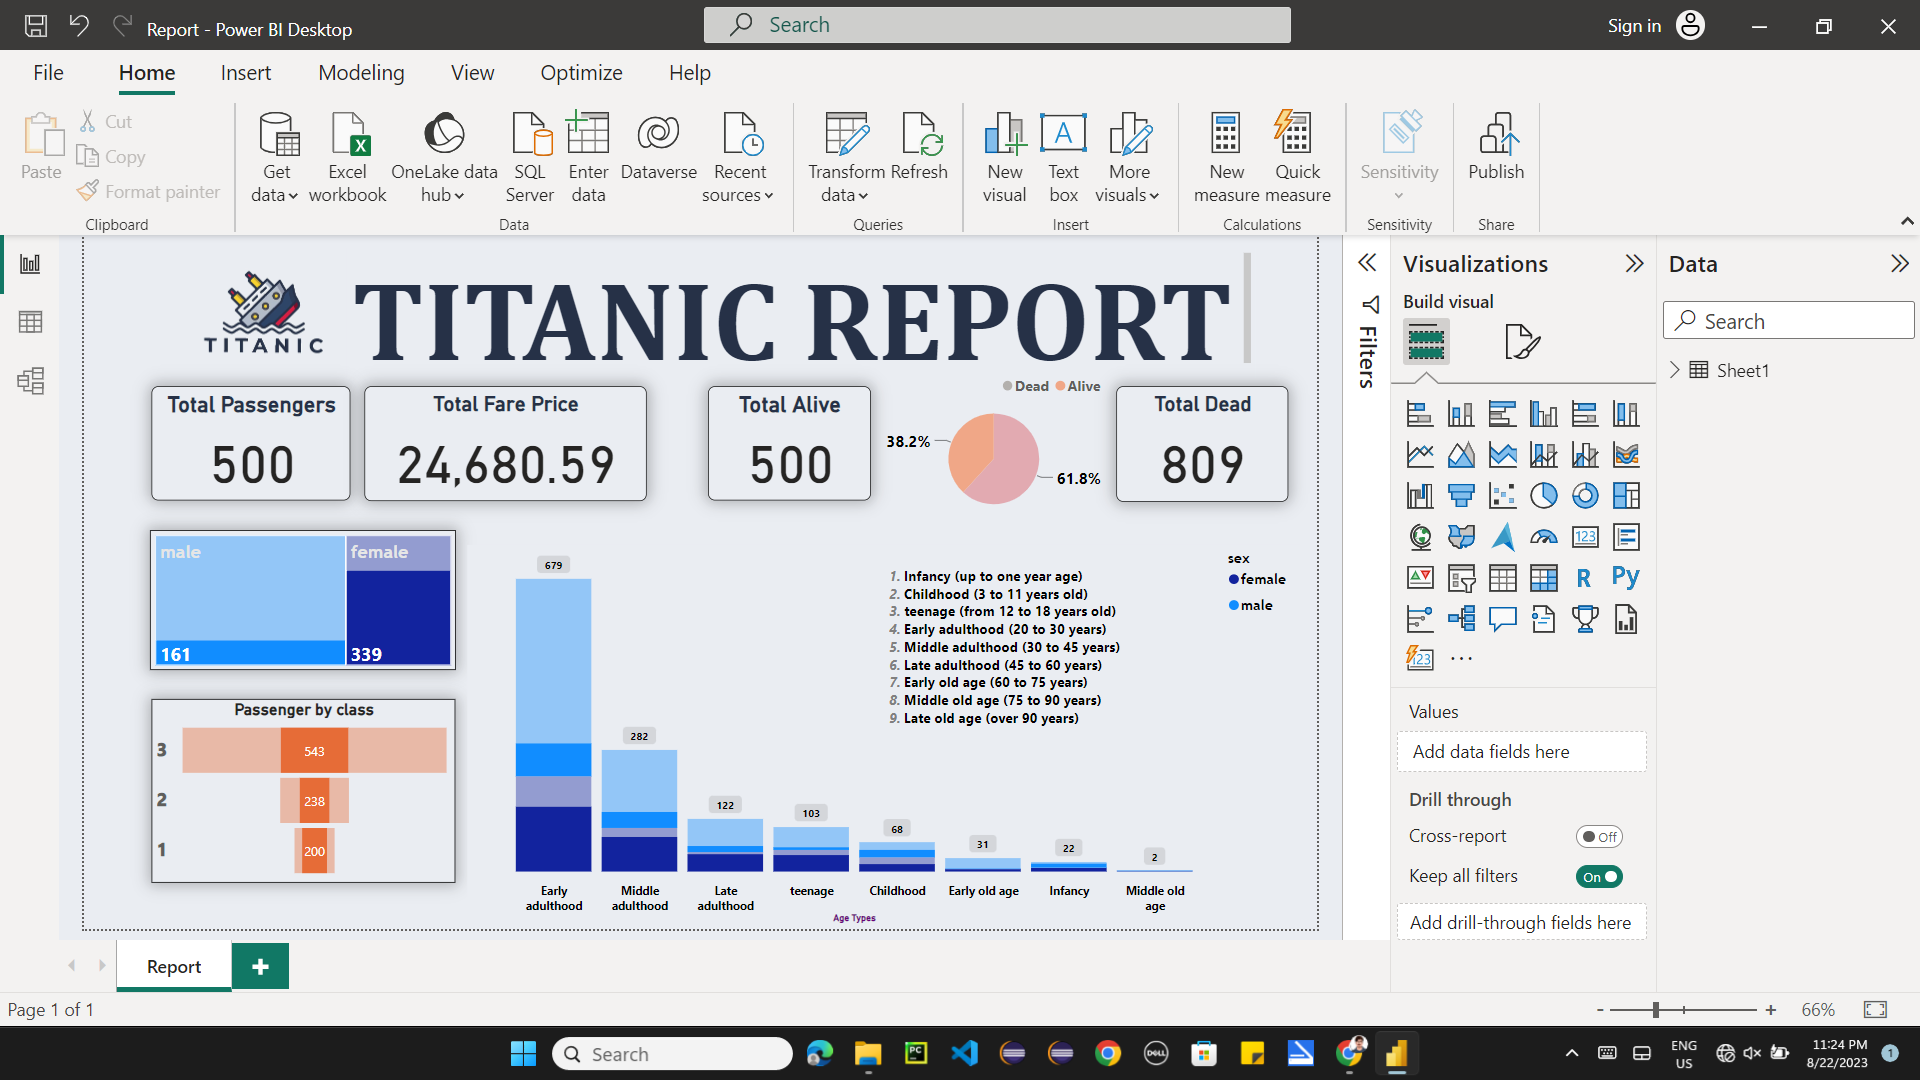 Report - Power BI Desktop
Search
Sign in
File Home Insert Modeling View Optimize Help
Paste
Cut
Copy
Format painter
Clipboard
Get data
Excel workbook
OneLake data hub
SQL Server
Enter data
Dataverse
Recent sources
Data
Transform data
Refresh
Queries
New visual
Text box
A
More visuals
Insert
New measure
Quick measure
Calculations
Sensitivity
Sensitivity
Publish
Share
TITANIC
TITANIC REPORT
Total Passengers
500
Total Fare Price
24,680.59
Total Alive
500
Dead Alive
38.2%
61.8%
Total Dead
809
male
161
female
339
Passenger by class
3
543
2
238
1
200
679
282
122
103
68
31
22
2
1. Infancy (up to one year age)
2. Childhood (3 to 11 years old)
3. teenage (from 12 to 18 years old)
4. Early adulthood (20 to 30 years)
5. Middle adulthood (30 to 45 years)
6. Late adulthood (45 to 60 years)
7. Early old age (60 to 75 years)
8. Middle old age (75 to 90 years)
9. Late old age (over 90 years)
sex
female
male
Early adulthood
Middle adulthood
Late adulthood
teenage
Childhood
Early old age
Infancy
Middle old age
Age Types
Filters
Visualizations
Build visual
123
R
Py
123
...
Values
Add data fields here
Drill through
Cross-report
Off
Keep all filters
On
Add drill-through fields here
Data
Search
Sheet1
Report
+
Page 1 of 1
- + 66%
Search
PC
DELL
ENG
US
11:24 PM
8/22/2023
1